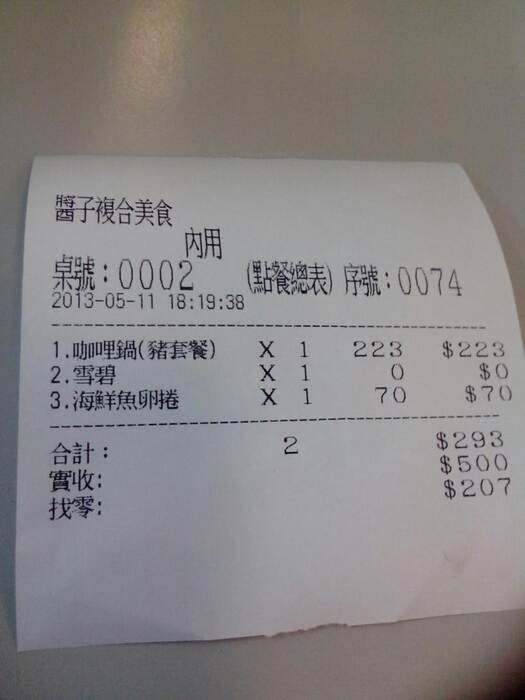 醬子複合美食
內用
桌號：0002 (點餐總表) 序號：0074
2013-05-11 18:19:38
1.咖哩鍋(豬套餐) X 1 223 $223
2.雪碧 X 1 0 $0
3.海鮮魚卵捲 X 1 70 $70
合計： 2 $293
實收： $500
找零： $207